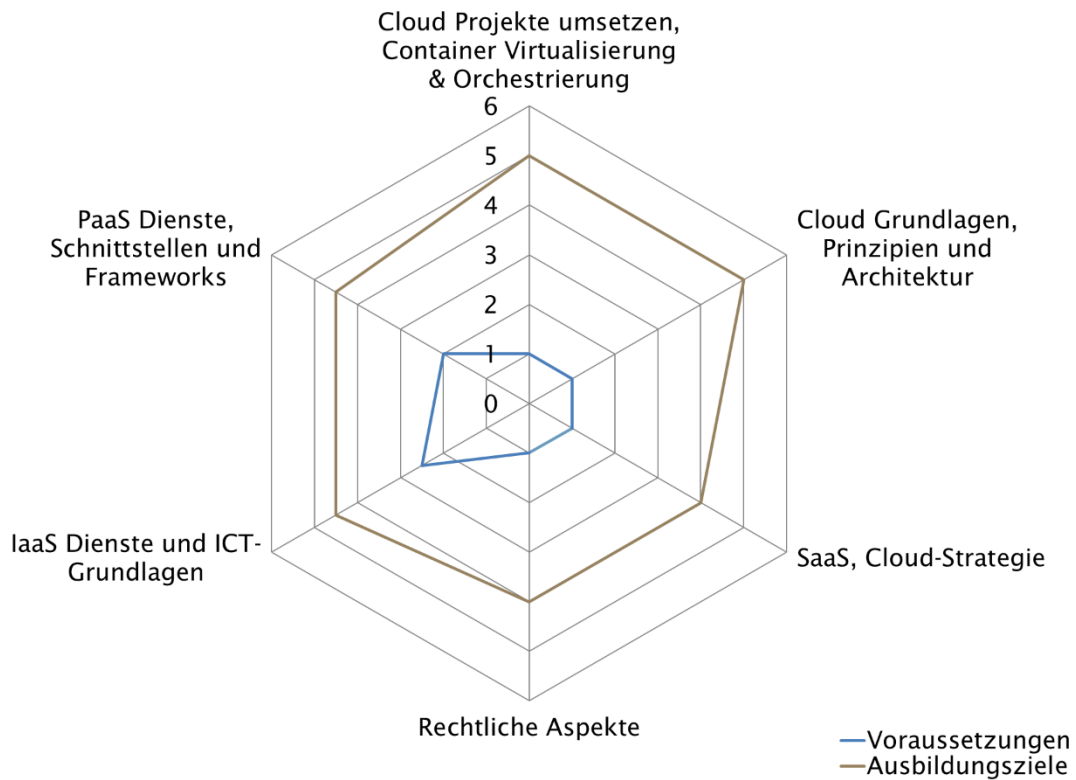 Cloud Projekte umsetzen,
Container Virtualisierung
& Orchestrierung
6
5
4
3
2
1
0
Cloud Grundlagen,
Prinzipien und
Architektur
SaaS, Cloud-Strategie
Rechtliche Aspekte
IaaS Dienste und ICT-
Grundlagen
PaaS Dienste,
Schnittstellen und
Frameworks
Voraussetzungen
Ausbildungsziele